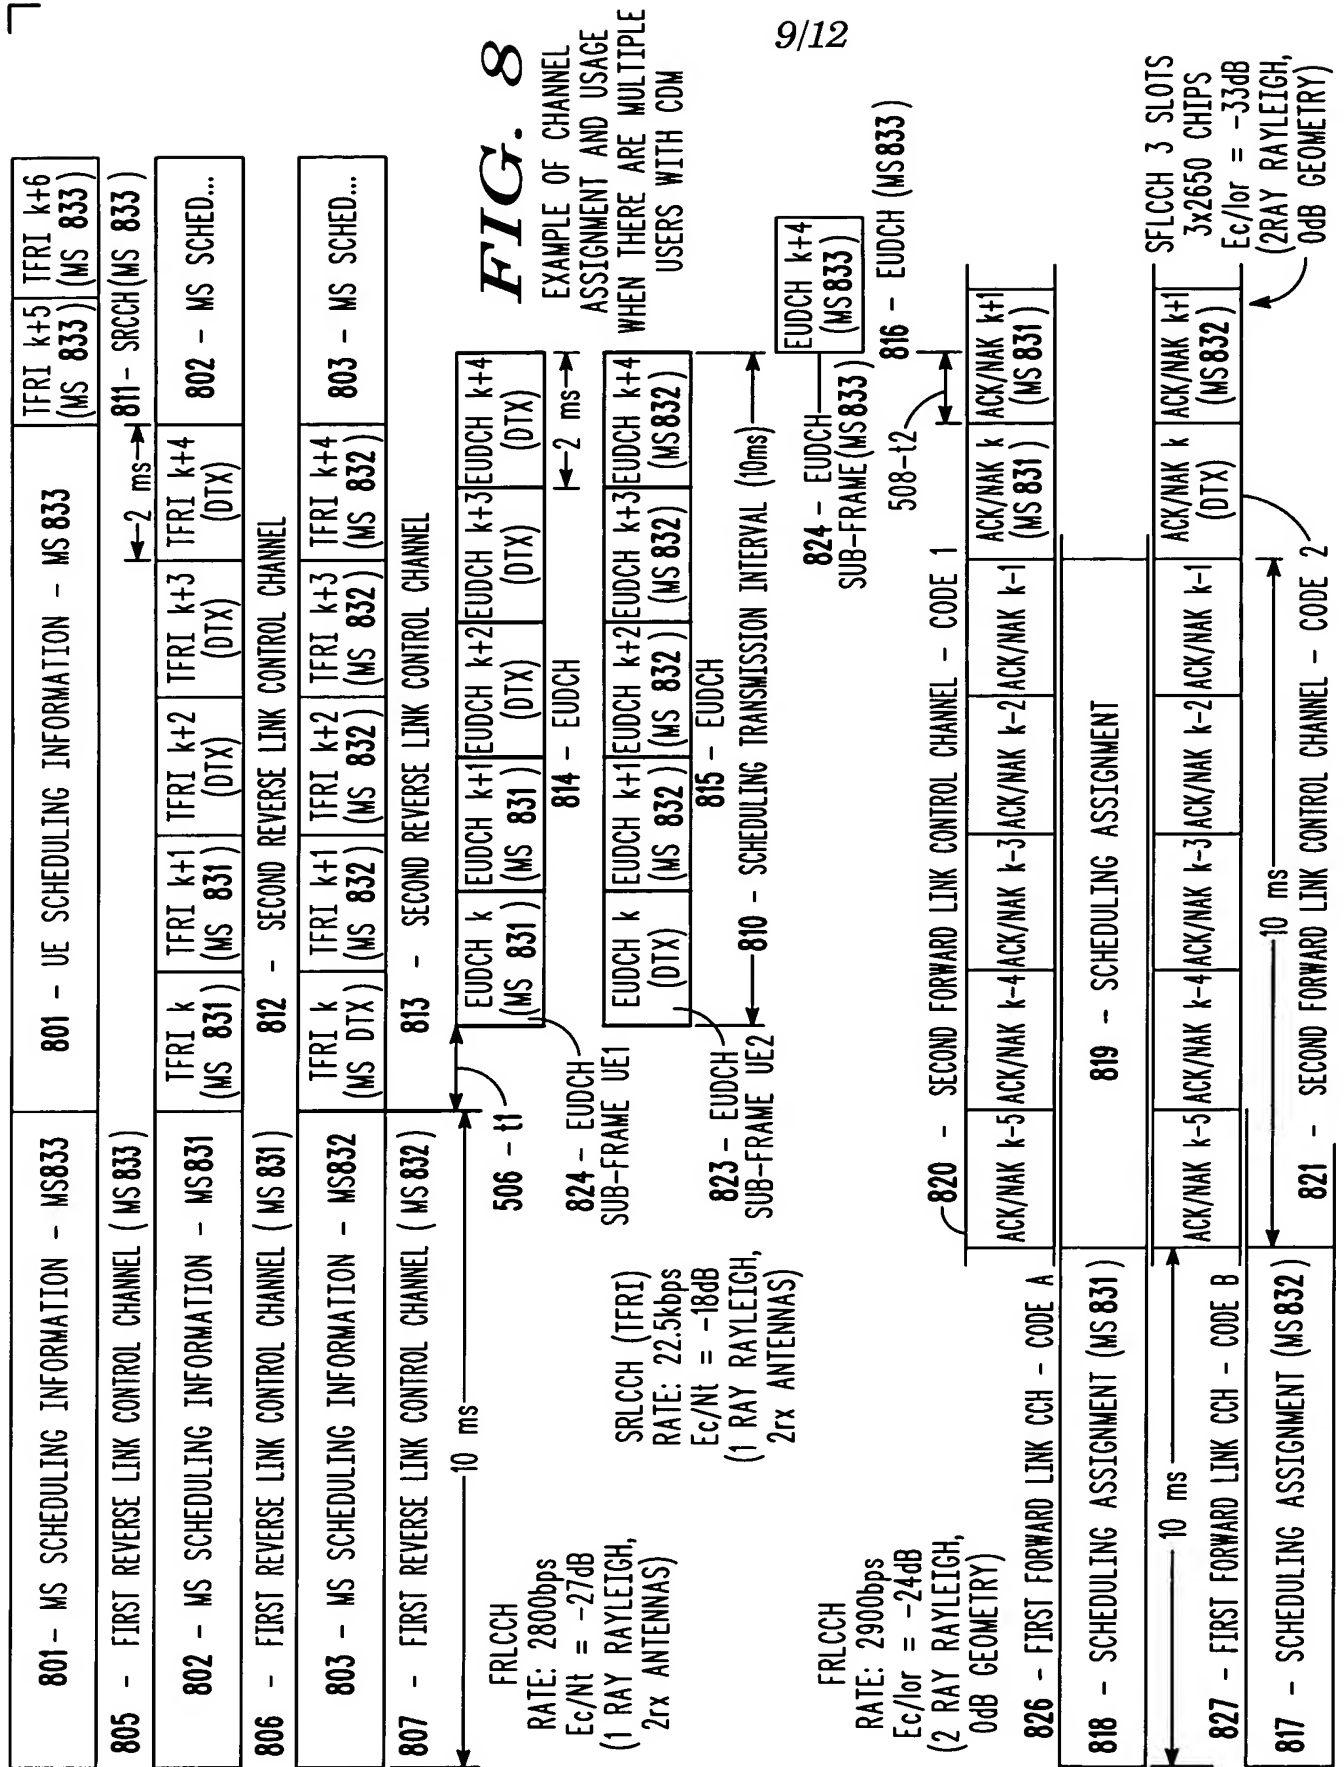 9/12
801 - MS SCHEDULING INFORMATION - MS833
801 - UE SCHEDULING INFORMATION - MS833
TFRI k+5
(MS 833)
TFRI k+6
(MS 833)
805 - FIRST REVERSE LINK CONTROL CHANNEL (MS833)
2 ms
811 - SRCCH(MS 833)
802 - MS SCHEDULING INFORMATION - MS831
TFRI k
(MS 831)
TFRI k+1
(MS 831)
TFRI k+2
(DTX)
TFRI k+3
(DTX)
TFRI k+4
(DTX)
802 - MS SCHED...
806 - FIRST REVERSE LINK CONTROL CHANNEL (MS 831)
812 - SECOND REVERSE LINK CONTROL CHANNEL
803 - MS SCHEDULING INFORMATION - MS832
TFRI k
(MS DTX)
TFRI k+1
(MS 832)
TFRI k+2
(MS 832)
TFRI k+3
(MS 832)
TFRI k+4
(MS 832)
803 - MS SCHED...
807 - FIRST REVERSE LINK CONTROL CHANNEL (MS832)
813 - SECOND REVERSE LINK CONTROL CHANNEL
10 ms
506 - t1
EUDCH k
(MS 831)
EUDCH k+1
(MS 831)
EUDCH k+2
(DTX)
EUDCH k+3
(DTX)
EUDCH k+4
(DTX)
FIG. 8
EXAMPLE OF CHANNEL
ASSIGNMENT AND USAGE
WHEN THERE ARE MULTIPLE
USERS WITH CDM
814 - EUDCH
2 ms
824 - EUDCH
SUB-FRAME UE1
FRLCCH
RATE: 2800bps
Ec/Nt = -27dB
(1 RAY RAYLEIGH,
2rx ANTENNAS)
SRLCCH (TFRI)
RATE: 22.5kbps
Ec/Nt = -18dB
(1 RAY RAYLEIGH,
2rx ANTENNAS)
EUDCH k
(DTX)
EUDCH k+1
(MS 832)
EUDCH k+2
(MS 832)
EUDCH k+3
(MS832)
EUDCH k+4
(MS832)
815 - EUDCH
823 - EUDCH
SUB-FRAME UE2
810 - SCHEDULING TRANSMISSION INTERVAL (10ms)
EUDCH k+4
(MS833)
824 - EUDCH
SUB-FRAME(MS833)
816 - EUDCH (MS833)
508-t2
FRLCCH
RATE: 2900bps
Ec/Ior = -24dB
(2 RAY RAYLEIGH,
0dB GEOMETRY)
820 - SECOND FORWARD LINK CONTROL CHANNEL - CODE 1
ACK/NAK k-5
ACK/NAK k-4
ACK/NAK k-3
ACK/NAK k-2
ACK/NAK k-1
ACK/NAK k
(MS831)
ACK/NAK k+1
(MS831)
826 - FIRST FORWARD LINK CCH - CODE A
818 - SCHEDULING ASSIGNMENT (MS831)
819 - SCHEDULING ASSIGNMENT
10 ms
ACK/NAK k-5
ACK/NAK k-4
ACK/NAK k-3
ACK/NAK k-2
ACK/NAK k-1
ACK/NAK k
(DTX)
ACK/NAK k+1
(MS832)
SFLCCH 3 SLOTS
3x2650 CHIPS
Ec/Ior = -33dB
(2RAY RAYLEIGH,
0dB GEOMETRY)
827 - FIRST FORWARD LINK CCH - CODE B
10 ms
817 - SCHEDULING ASSIGNMENT (MS832)
821 - SECOND FORWARD LINK CONTROL CHANNEL - CODE 2